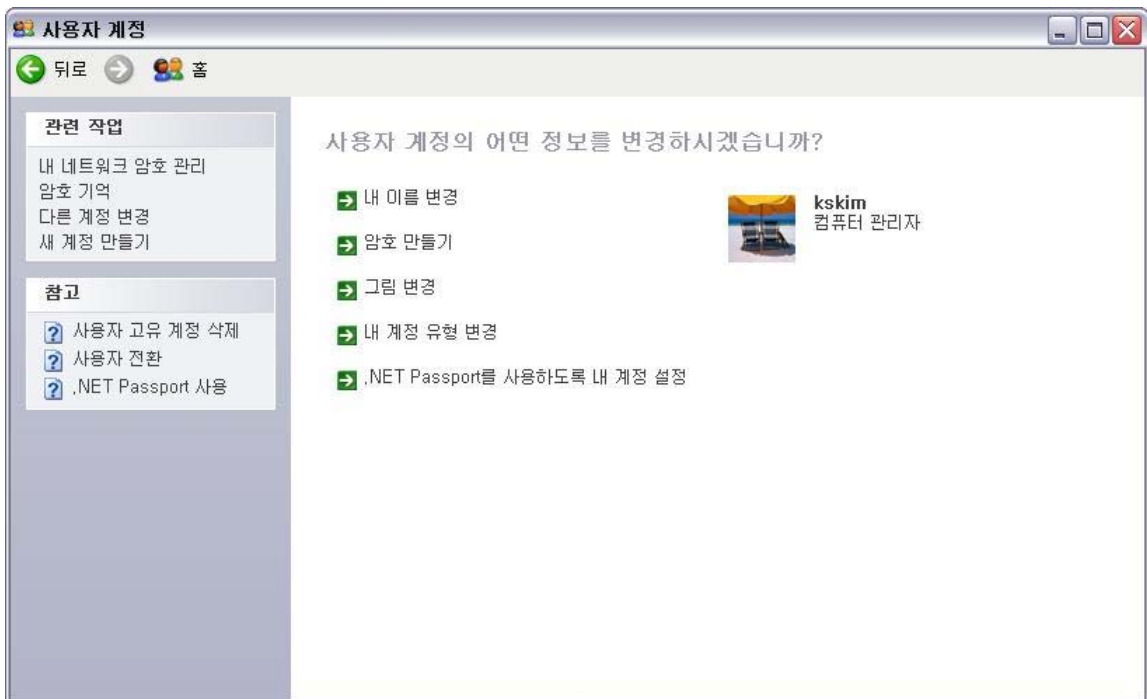 사용자 계정
뒤로 홈
관련 작업
내 네트워크 암호 관리
암호 기억
다른 계정 변경
새 계정 만들기
참고
사용자 고유 계정 삭제
사용자 전환
.NET Passport 사용
사용자 계정의 어떤 정보를 변경하시겠습니까?
내 이름 변경
암호 만들기
그림 변경
내 계정 유형 변경
.NET Passport를 사용하도록 내 계정 설정
kskim
컴퓨터 관리자